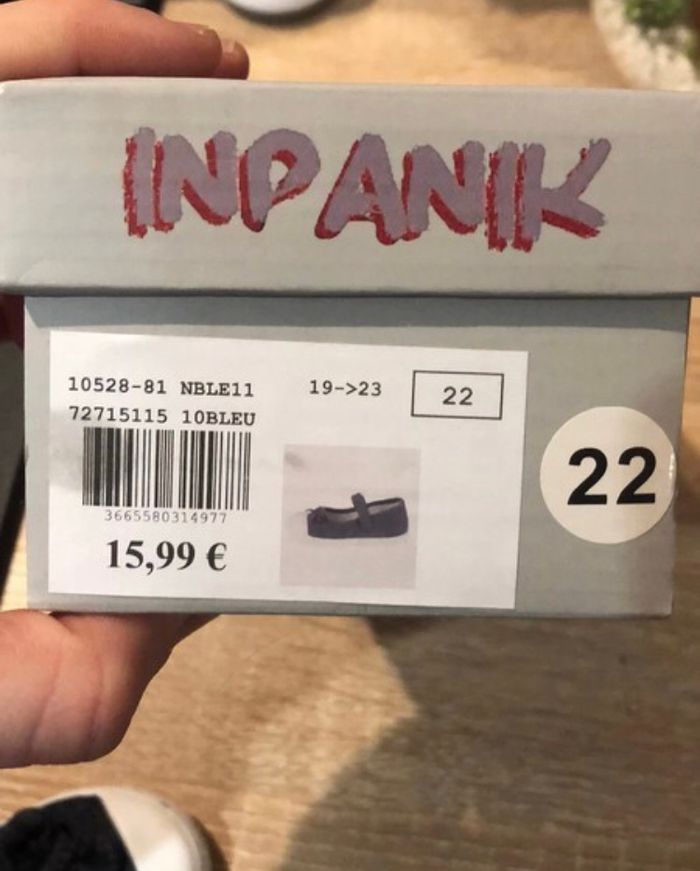 INPANIK
10528-81 NBLE11
72715115 10BLEU
19->23
22
3665580314977
15,99 €
22